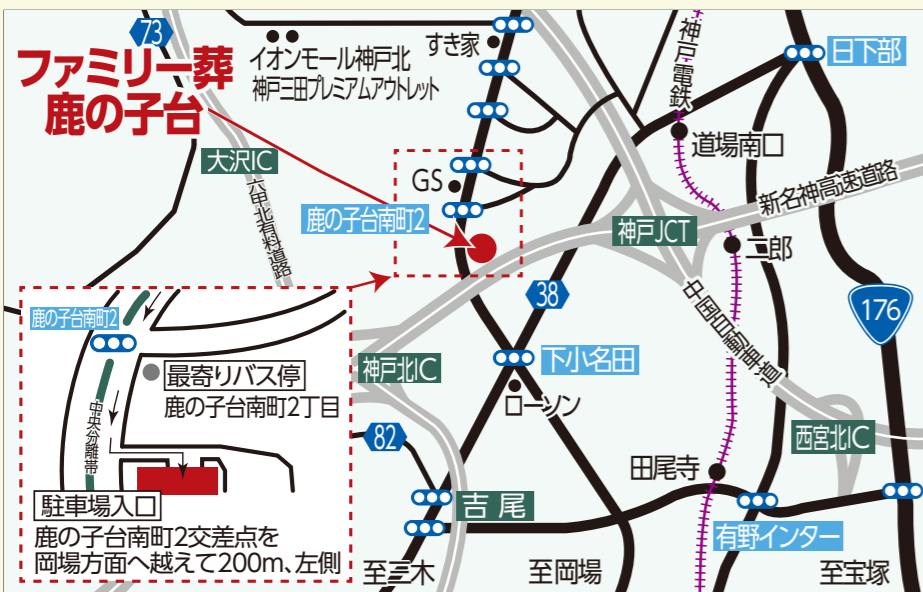 73
ファミリー葬
鹿の子台
イオンモール神戸北
神戸三田プレミアムアウトレット
すき家
神戸電鉄
日下部
道場南口
大沢IC
六甲北有料道路
GS
鹿の子台南町2
神戸JCT
新名神高速道路
二郎
38
中国自動車道
176
鹿の子台南町2
最寄りバス停
鹿の子台南町2丁目
中央分離帯
駐車場入口
鹿の子台南町2交差点を
岡場方面へ越えて200m、左側
神戸北IC
下小名田
ローソン
82
西宮北IC
田尾寺
吉尾
有野インター
至三木
至岡場
至宝塚